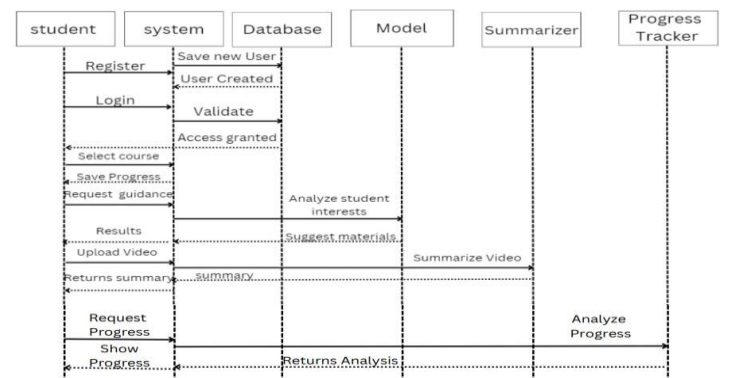 student
system
Database
Model
Summarizer
Progress
Tracker
Save new User
Register
User Created
Login
Validate
Access granted
Select course
Save Progress
Request guidance
Analyze student
interests
Results
Suggest materials
Upload Video
Summarize Video
Returns summary
summary
Request
Progress
Analyze
Progress
Show
Progress
Returns Analysis